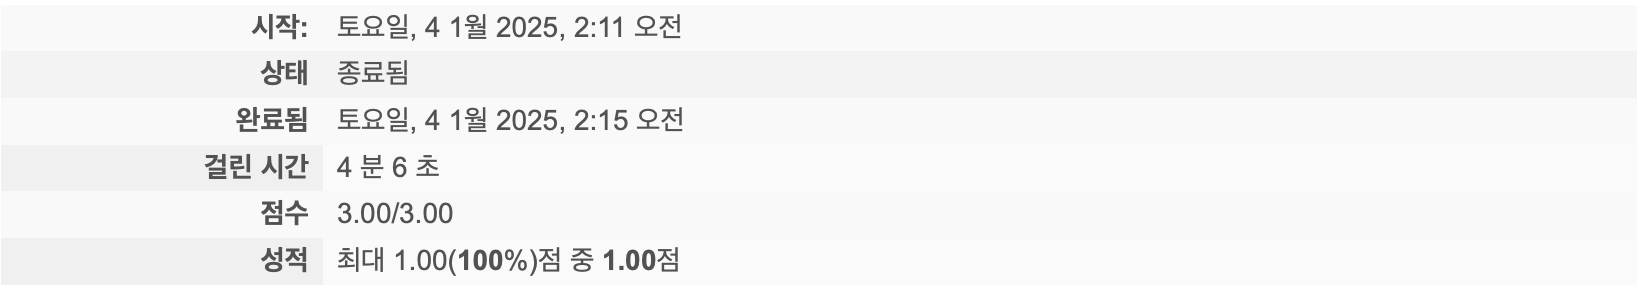 시작: 토요일, 4 1월 2025, 2:11 오전
상태 종료됨
완료됨 토요일, 4 1월 2025, 2:15 오전
걸린 시간 4 분 6 초
점수 3.00/3.00
성적 최대 1.00(100%)점 중 1.00점